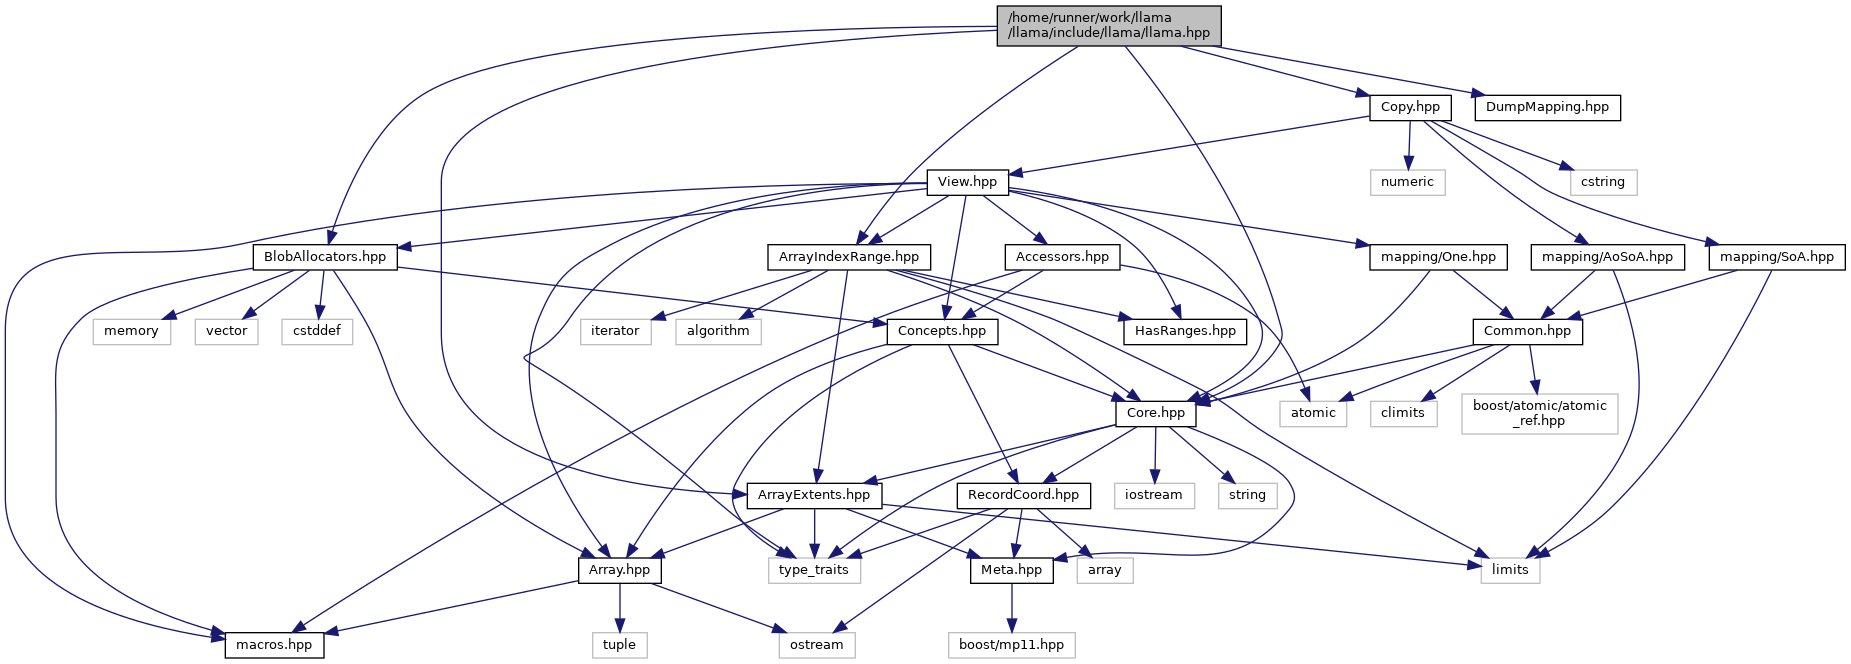 /home/runner/work/llama
/llama/include/llama/llama.hpp
Copy.hpp
DumpMapping.hpp
View.hpp
numeric
cstring
BlobAllocators.hpp
ArrayIndexRange.hpp
Accessors.hpp
mapping/One.hpp
mapping/AoSoA.hpp
mapping/SoA.hpp
memory
vector
cstddef
iterator
algorithm
Concepts.hpp
HasRanges.hpp
Common.hpp
Core.hpp
atomic
climits
boost/atomic/atomic
_ref.hpp
ArrayExtents.hpp
RecordCoord.hpp
iostream
string
Array.hpp
type_traits
Meta.hpp
array
limits
macros.hpp
tuple
ostream
boost/mp11.hpp